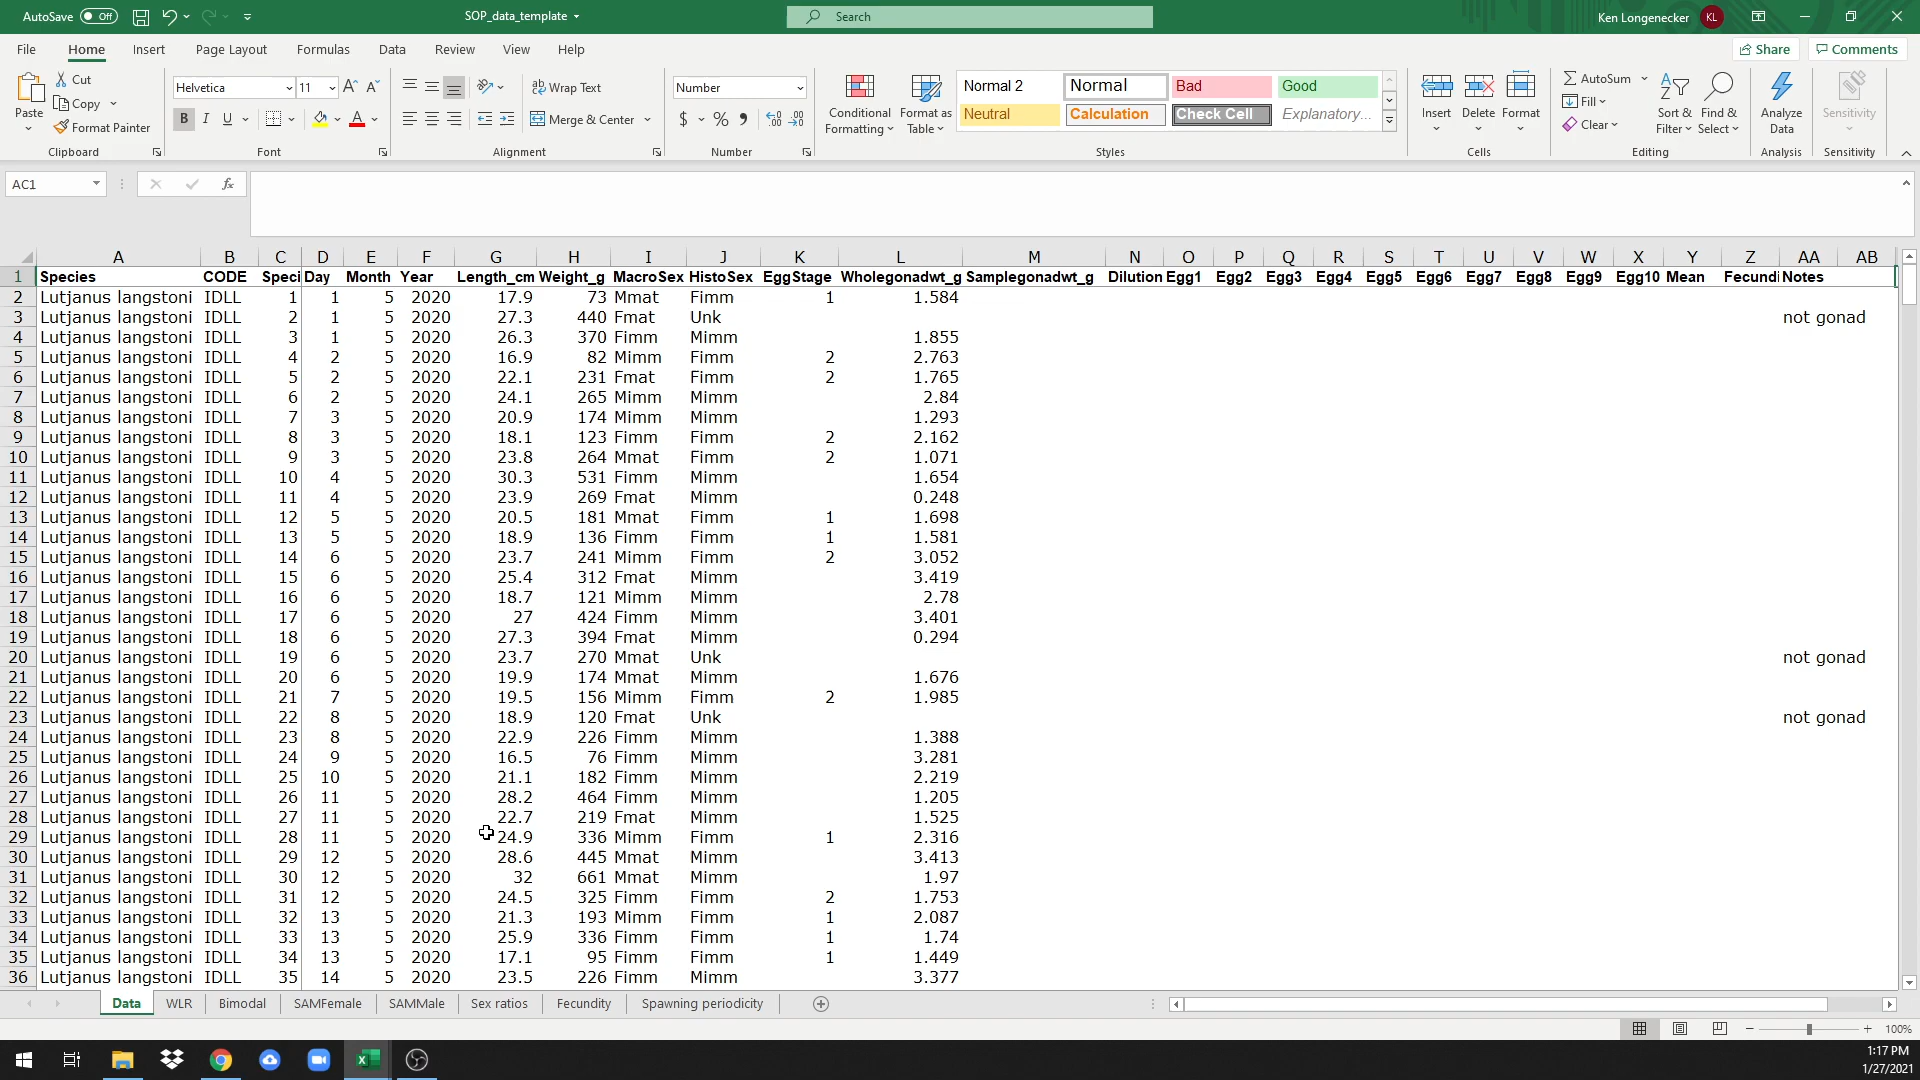 AutoSave Off SOP_data_template Search Ken Longenecker KL
File Home Insert Page Layout Formulas Data Review View Help Share Comments
Paste Cut Copy Format Painter Clipboard
Helvetica 11 A A B I U A Font
Wrap Text Merge & Center Alignment
Number $ % 9 Number
Conditional Formatting Format as Table
Normal 2 Normal Bad Good
Neutral Calculation Check Cell Explanatory...
Styles
Insert Delete Format Cells
AutoSum Fill Clear Sort & Filter Find & Select Editing
Analyze Data Analysis
Sensitivity Sensitivity
AC1 fx
A B C D E F G H I J K L M N O P Q R S T U V W X Y Z AA AB
1 Species CODE Speci Day Month Year Length_cm Weight_g MacroSex HistoSex EggStage Wholegonadwt_g Samplegonadwt_g Dilution Egg1 Egg2 Egg3 Egg4 Egg5 Egg6 Egg7 Egg8 Egg9 Egg10 Mean Fecundi Notes
2 Lutjanus langstoni IDLL 1 1 5 2020 17.9 73 Mmat Fimm 1 1.584
3 Lutjanus langstoni IDLL 2 1 5 2020 27.3 440 Fmat Unk not gonad
4 Lutjanus langstoni IDLL 3 1 5 2020 26.3 370 Fimm Mimm 1.855
5 Lutjanus langstoni IDLL 4 2 5 2020 16.9 82 Mimm Fimm 2 2.763
6 Lutjanus langstoni IDLL 5 2 5 2020 22.1 231 Fmat Fimm 2 1.765
7 Lutjanus langstoni IDLL 6 2 5 2020 24.1 265 Mimm Mimm 2.84
8 Lutjanus langstoni IDLL 7 3 5 2020 20.9 174 Mimm Mimm 1.293
9 Lutjanus langstoni IDLL 8 3 5 2020 18.1 123 Fimm Fimm 2 2.162
10 Lutjanus langstoni IDLL 9 3 5 2020 23.8 264 Mmat Fimm 2 1.071
11 Lutjanus langstoni IDLL 10 4 5 2020 30.3 531 Fimm Mimm 1.654
12 Lutjanus langstoni IDLL 11 4 5 2020 23.9 269 Fmat Mimm 0.248
13 Lutjanus langstoni IDLL 12 5 5 2020 20.5 181 Mmat Fimm 1 1.698
14 Lutjanus langstoni IDLL 13 5 5 2020 18.9 136 Fimm Fimm 1 1.581
15 Lutjanus langstoni IDLL 14 6 5 2020 23.7 241 Mimm Fimm 2 3.052
16 Lutjanus langstoni IDLL 15 6 5 2020 25.4 312 Fmat Mimm 3.419
17 Lutjanus langstoni IDLL 16 6 5 2020 18.7 121 Mimm Mimm 2.78
18 Lutjanus langstoni IDLL 17 6 5 2020 27 424 Fimm Mimm 3.401
19 Lutjanus langstoni IDLL 18 6 5 2020 27.3 394 Fmat Mimm 0.294
20 Lutjanus langstoni IDLL 19 6 5 2020 23.7 270 Mmat Unk not gonad
21 Lutjanus langstoni IDLL 20 6 5 2020 19.9 174 Mmat Mimm 1.676
22 Lutjanus langstoni IDLL 21 7 5 2020 19.5 156 Mimm Fimm 2 1.985
23 Lutjanus langstoni IDLL 22 8 5 2020 18.9 120 Fmat Unk not gonad
24 Lutjanus langstoni IDLL 23 8 5 2020 22.9 226 Fimm Mimm 1.388
25 Lutjanus langstoni IDLL 24 9 5 2020 16.5 76 Fimm Mimm 3.281
26 Lutjanus langstoni IDLL 25 10 5 2020 21.1 182 Fimm Mimm 2.219
27 Lutjanus langstoni IDLL 26 11 5 2020 28.2 464 Fimm Mimm 1.205
28 Lutjanus langstoni IDLL 27 11 5 2020 22.7 219 Fmat Mimm 1.525
29 Lutjanus langstoni IDLL 28 11 5 2020 24.9 336 Mimm Fimm 1 2.316
30 Lutjanus langstoni IDLL 29 12 5 2020 28.6 445 Mmat Mimm 3.413
31 Lutjanus langstoni IDLL 30 12 5 2020 32 661 Mmat Mimm 1.97
32 Lutjanus langstoni IDLL 31 12 5 2020 24.5 325 Fimm Fimm 2 1.753
33 Lutjanus langstoni IDLL 32 13 5 2020 21.3 193 Mimm Fimm 1 2.087
34 Lutjanus langstoni IDLL 33 13 5 2020 25.9 336 Fimm Fimm 1 1.74
35 Lutjanus langstoni IDLL 34 13 5 2020 17.1 95 Fimm Fimm 1 1.449
36 Lutjanus langstoni IDLL 35 14 5 2020 23.5 226 Fimm Mimm 3.377
Data WLR Bimodal SAMFemale SAMMale Sex ratios Fecundity Spawning periodicity
100%
1:17 PM
1/27/2021